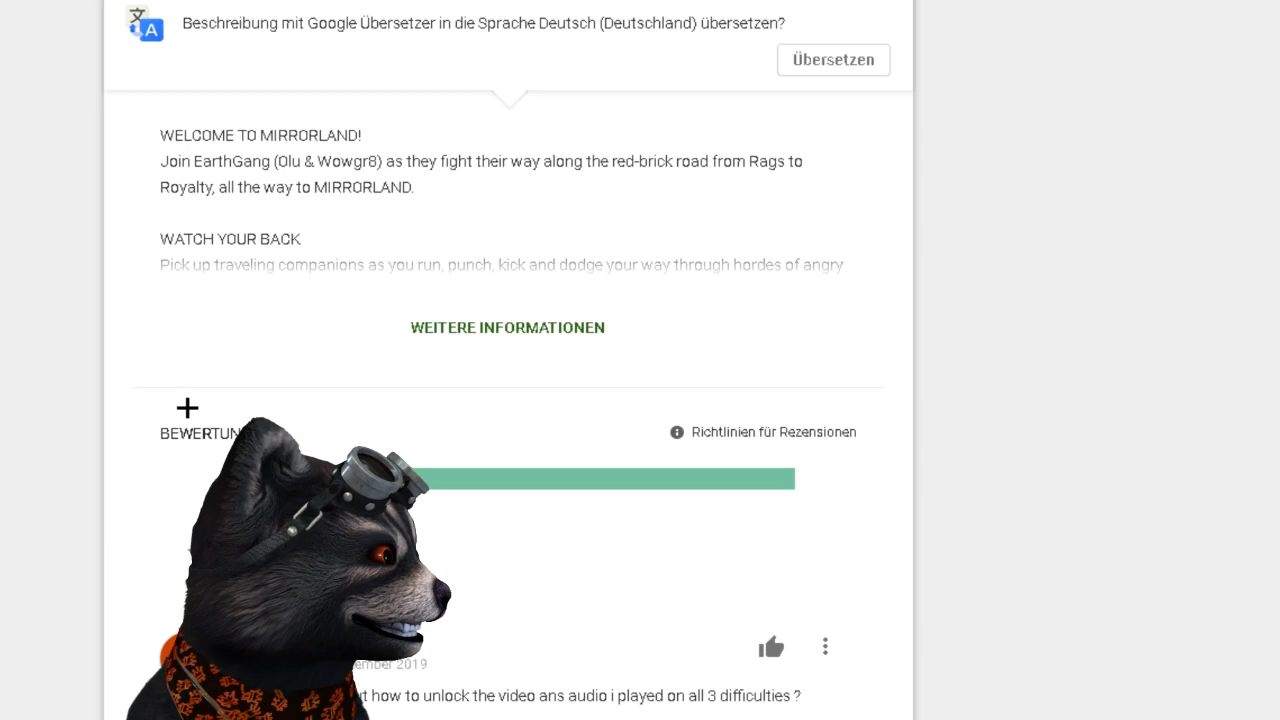 Beschreibung mit Google Übersetzer in die Sprache Deutsch (Deutschland) übersetzen?
Übersetzen
WELCOME TO MIRRORLAND!
Join EarthGang (Olu & Wowgr8) as they fight their way along the red-brick road from Rags to
Royalty, all the way to MIRRORLAND.
WATCH YOUR BACK
Pick up traveling companions as you run, punch, kick and dodge your way through hordes of angry
WEITERE INFORMATIONEN
Richtlinien für Rezensionen
2019
how to unlock the video ans audio i played on all 3 difficulties ?